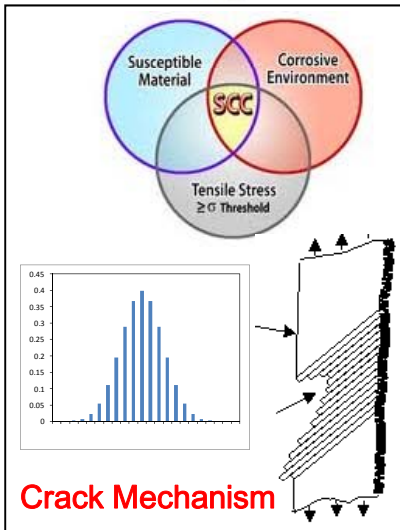 Susceptible
Material
Corrosive
Environment
SCC
Tensile Stress
≥ σ Threshold
0.45
0.4
0.35
0.3
0.25
0.2
0.15
0.1
0.05
0
Crack Mechanism